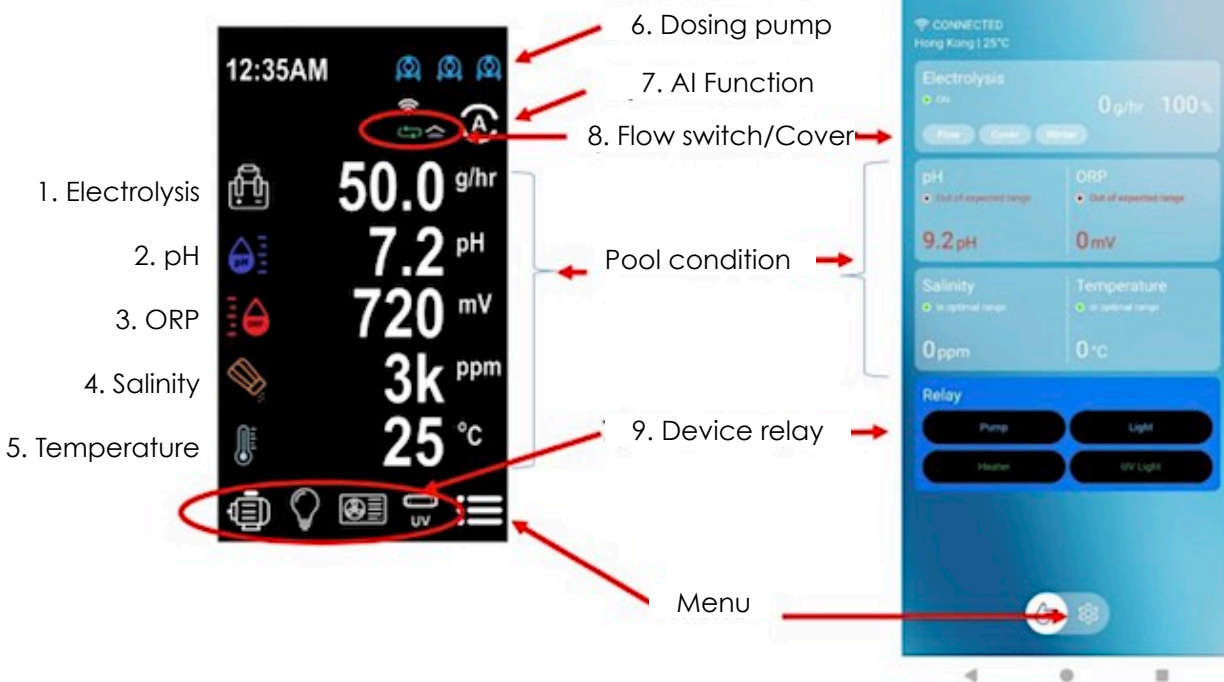 6. Dosing pump
7. AI Function
8. Flow switch/Cover
1. Electrolysis
2. pH
3. ORP
4. Salinity
5. Temperature
Pool condition
9. Device relay
Menu
12:35AM
A
50.0 g/hr
pH
7.2 pH
ORP
720 mV
3k ppm
25 °C
UV
CONNECTED
Hong Kong | 25°C
Electrolysis
ON
0 g/hr 100 %
Flow Cover Winter
pH ORP
Out of expected range Out of expected range
9.2 pH 0 mV
Salinity Temperature
In optimal range In optimal range
0 ppm 0 °C
Relay
Pump Light
Heater UV Light